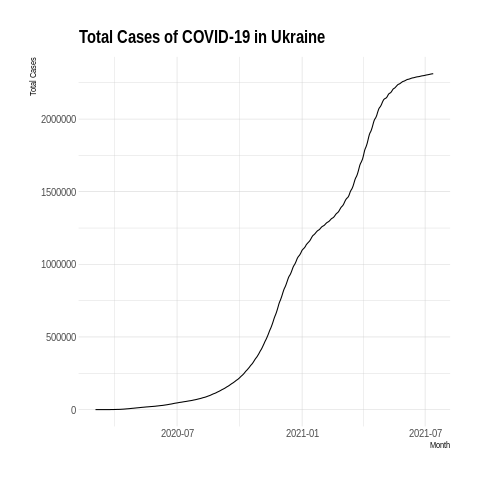 Total Cases of COVID-19 in Ukraine
Total Cases
2000000
1500000
1000000
500000
0
2020-07
2021-01
2021-07
Month